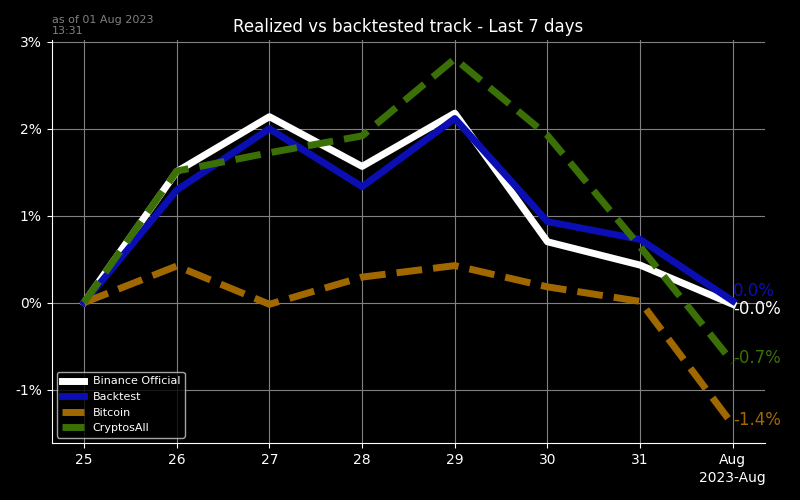 as of 01 Aug 2023
13:31
Realized vs backtested track - Last 7 days
3%
2%
1%
0%
-1%
0.0%
-0.0%
-0.7%
-1.4%
Binance Official
Backtest
Bitcoin
CryptosAll
25 26 27 28 29 30 31 Aug
2023-Aug